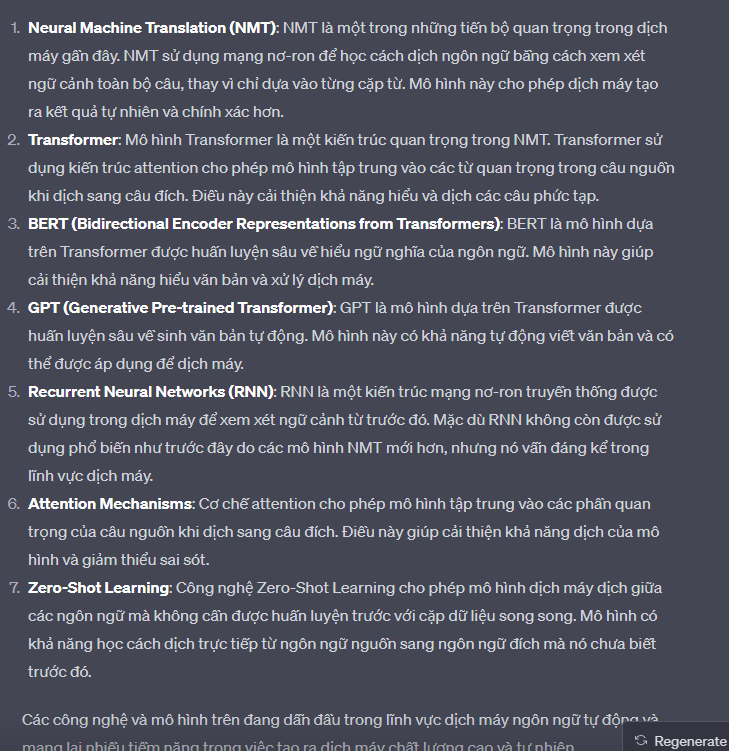 1. Neural Machine Translation (NMT): NMT là một trong những tiến bộ quan trọng trong dịch
máy gần đây. NMT sử dụng mạng nơ-ron để học cách dịch ngôn ngữ bằng cách xem xét
ngữ cảnh toàn bộ câu, thay vì chỉ dựa vào từng cặp từ. Mô hình này cho phép dịch máy tạo
ra kết quả tự nhiên và chính xác hơn.
2. Transformer: Mô hình Transformer là một kiến trúc quan trọng trong NMT. Transformer sử
dụng kiến trúc attention cho phép mô hình tập trung vào các từ quan trọng trong câu nguồn
khi dịch sang câu đích. Điều này cải thiện khả năng hiểu và dịch các câu phức tạp.
3. BERT (Bidirectional Encoder Representations from Transformers): BERT là mô hình dựa
trên Transformer được huấn luyện sâu về hiểu ngữ nghĩa của ngôn ngữ. Mô hình này giúp
cải thiện khả năng hiểu văn bản và xử lý dịch máy.
4. GPT (Generative Pre-trained Transformer): GPT là mô hình dựa trên Transformer được
huấn luyện sâu về sinh văn bản tự động. Mô hình này có khả năng tự động viết văn bản và có
thể được áp dụng để dịch máy.
5. Recurrent Neural Networks (RNN): RNN là một kiến trúc mạng nơ-ron truyền thống được
sử dụng trong dịch máy để xem xét ngữ cảnh từ trước đó. Mặc dù RNN không còn được sử
dụng phổ biến như trước đây do các mô hình NMT mới hơn, nhưng nó vẫn đáng kể trong
lĩnh vực dịch máy.
6. Attention Mechanisms: Cơ chế attention cho phép mô hình tập trung vào các phần quan
trọng của câu nguồn khi dịch sang câu đích. Điều này giúp cải thiện khả năng dịch của mô
hình và giảm thiểu sai sót.
7. Zero-Shot Learning: Công nghệ Zero-Shot Learning cho phép mô hình dịch máy dịch giữa
các ngôn ngữ mà không cần được huấn luyện trước với cặp dữ liệu song song. Mô hình có
khả năng học cách dịch trực tiếp từ ngôn ngữ nguồn sang ngôn ngữ đích mà nó chưa biết
trước đó.
Các công nghệ và mô hình trên đang dẫn đầu trong lĩnh vực dịch máy ngôn ngữ tự động và
mang lại nhiều tiềm năng trong việc tạo ra dịch máy chất lượng cao và tự nhiên
Regenerate